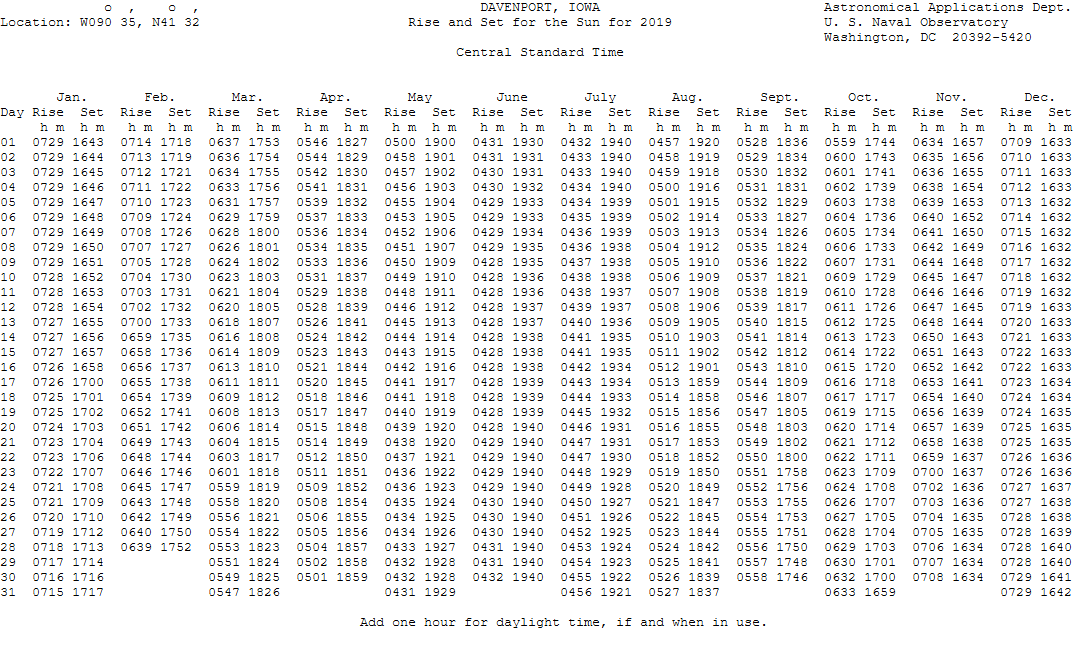 o , o , DAVENPORT, IOWA Astronomical Applications Dept.
Location: W090 35, N41 32 Rise and Set for the Sun for 2019 U. S. Naval Observatory
Washington, DC 20392-5420
Central Standard Time
Jan. Feb. Mar. Apr. May June July Aug. Sept. Oct. Nov. Dec.
Day Rise Set Rise Set Rise Set Rise Set Rise Set Rise Set Rise Set Rise Set Rise Set Rise Set Rise Set Rise Set
h m h m h m h m h m h m h m h m h m h m h m h m h m h m h m h m h m h m h m h m h m h m h m h m
01 0729 1643 0714 1718 0637 1753 0546 1827 0500 1900 0431 1930 0432 1940 0457 1920 0528 1836 0559 1744 0634 1657 0709 1633
02 0729 1644 0713 1719 0636 1754 0544 1829 0458 1901 0431 1931 0433 1940 0458 1919 0529 1834 0600 1743 0635 1656 0710 1633
03 0729 1645 0712 1721 0634 1755 0542 1830 0457 1902 0430 1931 0433 1940 0459 1918 0530 1832 0601 1741 0636 1655 0711 1633
04 0729 1646 0711 1722 0633 1756 0541 1831 0456 1903 0430 1932 0434 1940 0500 1916 0531 1831 0602 1739 0638 1654 0712 1633
05 0729 1647 0710 1723 0631 1757 0539 1832 0455 1904 0429 1933 0434 1939 0501 1915 0532 1829 0603 1738 0639 1653 0713 1632
06 0729 1648 0709 1724 0629 1759 0537 1833 0453 1905 0429 1933 0435 1939 0502 1914 0533 1827 0604 1736 0640 1652 0714 1632
07 0729 1649 0708 1726 0628 1800 0536 1834 0452 1906 0429 1934 0436 1939 0503 1913 0534 1826 0605 1734 0641 1650 0715 1632
08 0729 1650 0707 1727 0626 1801 0534 1835 0451 1907 0429 1935 0436 1938 0504 1912 0535 1824 0606 1733 0642 1649 0716 1632
09 0729 1651 0705 1728 0624 1802 0533 1836 0450 1909 0428 1935 0437 1938 0505 1910 0536 1822 0607 1731 0644 1648 0717 1632
10 0728 1652 0704 1730 0623 1803 0531 1837 0449 1910 0428 1936 0438 1938 0506 1909 0537 1821 0609 1729 0645 1647 0718 1632
11 0728 1653 0703 1731 0621 1804 0529 1838 0448 1911 0428 1936 0438 1937 0507 1908 0538 1819 0610 1728 0646 1646 0719 1632
12 0728 1654 0702 1732 0620 1805 0528 1839 0446 1912 0428 1937 0439 1937 0508 1906 0539 1817 0611 1726 0647 1645 0719 1633
13 0727 1655 0700 1733 0618 1807 0526 1841 0445 1913 0428 1937 0440 1936 0509 1905 0540 1815 0612 1725 0648 1644 0720 1633
14 0727 1656 0659 1735 0616 1808 0524 1842 0444 1914 0428 1938 0441 1935 0510 1903 0541 1814 0613 1723 0650 1643 0721 1633
15 0727 1657 0658 1736 0614 1809 0523 1843 0443 1915 0428 1938 0441 1935 0511 1902 0542 1812 0614 1722 0651 1643 0722 1633
16 0726 1658 0656 1737 0613 1810 0521 1844 0442 1916 0428 1938 0442 1934 0512 1901 0543 1810 0615 1720 0652 1642 0722 1633
17 0726 1700 0655 1738 0611 1811 0520 1845 0441 1917 0428 1939 0443 1934 0513 1859 0544 1809 0616 1718 0653 1641 0723 1634
18 0725 1701 0654 1739 0609 1812 0518 1846 0441 1918 0428 1939 0444 1933 0514 1858 0546 1807 0617 1717 0654 1640 0724 1634
19 0725 1702 0652 1741 0608 1813 0517 1847 0440 1919 0428 1939 0445 1932 0515 1856 0547 1805 0619 1715 0656 1639 0724 1635
20 0724 1703 0651 1742 0606 1814 0515 1848 0439 1920 0428 1940 0446 1931 0516 1855 0548 1803 0620 1714 0657 1639 0725 1635
21 0723 1704 0649 1743 0604 1815 0514 1849 0438 1920 0429 1940 0447 1931 0517 1853 0549 1802 0621 1712 0658 1638 0725 1635
22 0723 1706 0648 1744 0603 1817 0512 1850 0437 1921 0429 1940 0447 1930 0518 1852 0550 1800 0622 1711 0659 1637 0726 1636
23 0722 1707 0646 1746 0601 1818 0511 1851 0436 1922 0429 1940 0448 1929 0519 1850 0551 1758 0623 1709 0700 1637 0726 1636
24 0721 1708 0645 1747 0559 1819 0509 1852 0436 1923 0429 1940 0449 1928 0520 1849 0552 1756 0624 1708 0702 1636 0727 1637
25 0721 1709 0643 1748 0558 1820 0508 1854 0435 1924 0430 1940 0450 1927 0521 1847 0553 1755 0626 1707 0703 1636 0727 1638
26 0720 1710 0642 1749 0556 1821 0506 1855 0434 1925 0430 1940 0451 1926 0522 1845 0554 1753 0627 1705 0704 1635 0728 1638
27 0719 1712 0640 1750 0554 1822 0505 1856 0434 1926 0430 1940 0452 1925 0523 1844 0555 1751 0628 1704 0705 1635 0728 1639
28 0718 1713 0639 1752 0553 1823 0504 1857 0433 1927 0431 1940 0453 1924 0524 1842 0556 1750 0629 1703 0706 1634 0728 1640
29 0717 1714 0551 1824 0502 1858 0432 1928 0431 1940 0454 1923 0525 1841 0557 1748 0630 1701 0707 1634 0728 1640
30 0716 1716 0549 1825 0501 1859 0432 1928 0432 1940 0455 1922 0526 1839 0558 1746 0632 1700 0708 1634 0729 1641
31 0715 1717 0547 1826 0431 1929 0456 1921 0527 1837 0633 1659 0729 1642
Add one hour for daylight time, if and when in use.